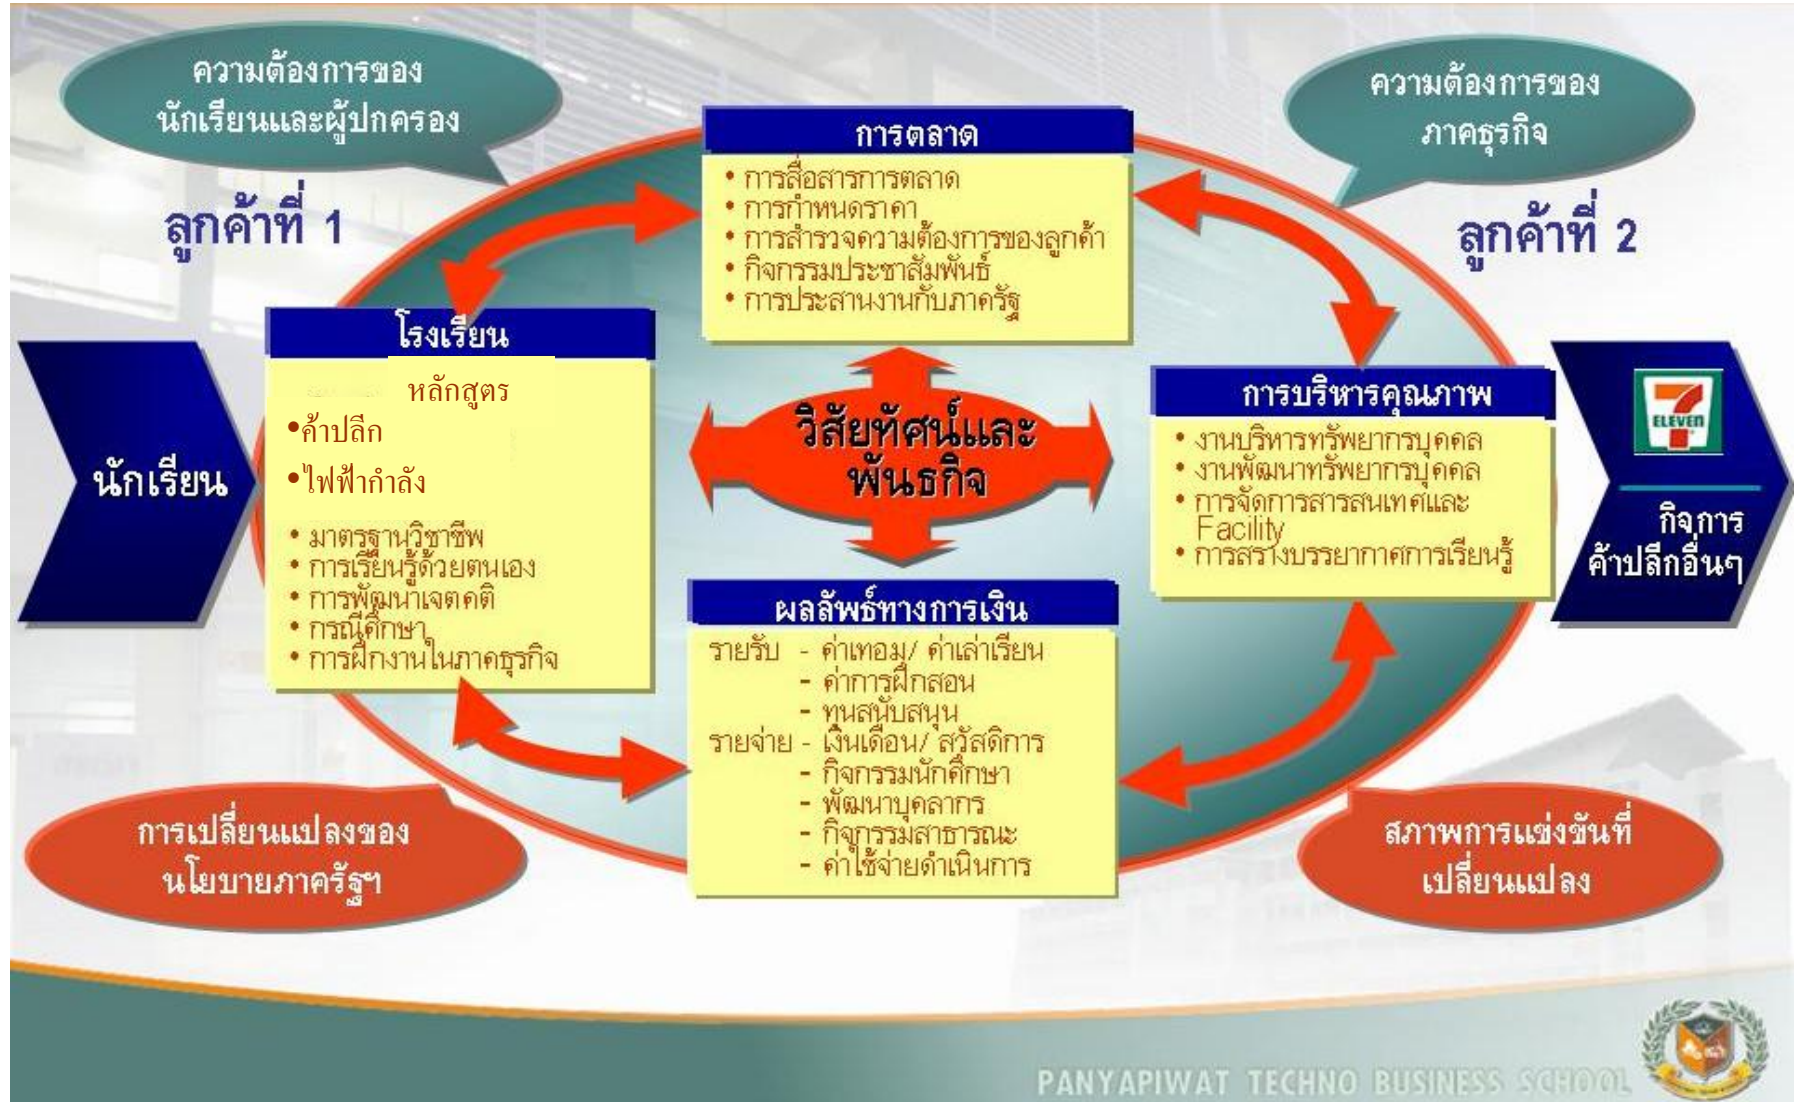 ความต้องการของ
นักเรียนและผู้ปกครอง
ความต้องการของ
ภาคธุรกิจ
ลูกค้าที่ 1
ลูกค้าที่ 2
การตลาด
• การสื่อสารการตลาด
• การกำหนดราคา
• การสำรวจความต้องการของลูกค้า
• กิจกรรมประชาสัมพันธ์
• การประสานงานกับภาครัฐ
นักเรียน
โรงเรียน
หลักสูตร
•ค้าปลีก
•ไฟฟ้ากำลัง
• มาตรฐานวิชาชีพ
• การเรียนรู้ด้วยตนเอง
• การพัฒนาเจตคติ
• กรณีศึกษา
• การฝึกงานในภาคธุรกิจ
วิสัยทัศน์และ
พันธกิจ
การบริหารคุณภาพ
• งานบริหารทรัพยากรบุคคล
• งานพัฒนาทรัพยากรบุคคล
• การจัดการสารสนเทศและ
Facility
• การสร้างบรรยากาศการเรียนรู้
7
ELEVEN
กิจการ
ค้าปลีกอื่นๆ
ผลลัพธ์ทางการเงิน
รายรับ - ค่าเทอม/ ค่าเล่าเรียน
- ค่าการฝึกสอน
- ทุนสนับสนุน
รายจ่าย - เงินเดือน/ สวัสดิการ
- กิจกรรมนักศึกษา
- พัฒนาบุคลากร
- กิจกรรมสาธารณะ
- ค่าใช้จ่ายดำเนินการ
การเปลี่ยนแปลงของ
นโยบายภาครัฐฯ
สภาพการแข่งขันที่
เปลี่ยนแปลง
PANYAPIWAT TECHNO BUSINESS SCHOOL